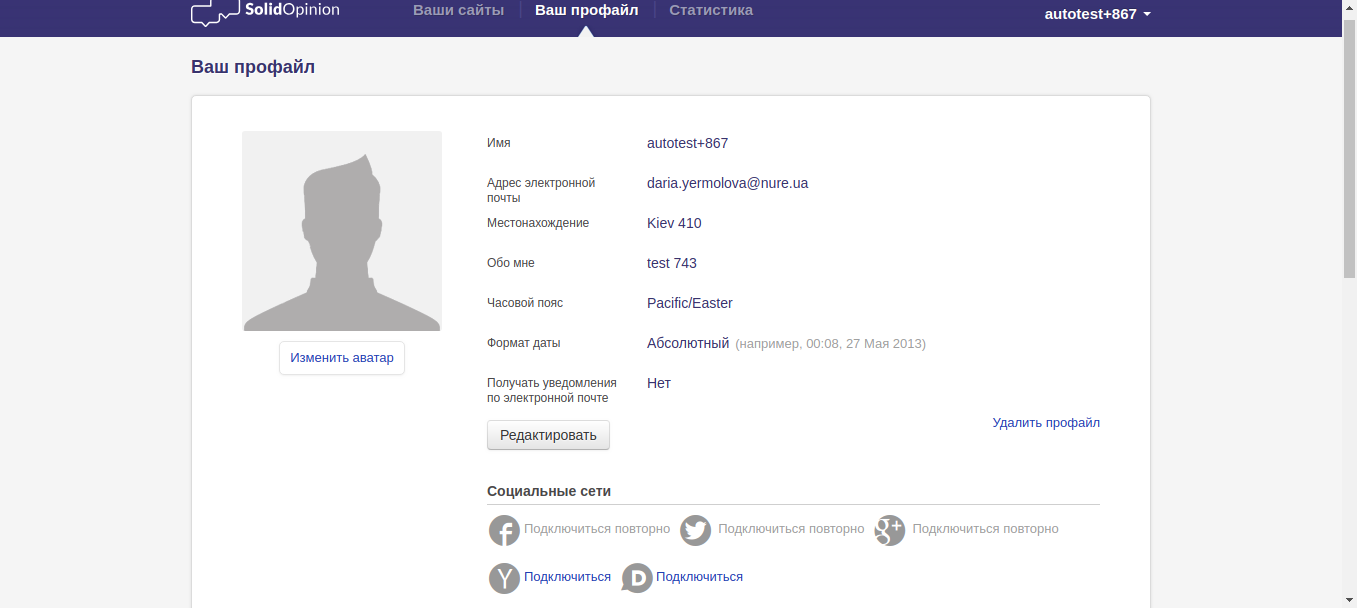 SolidOpinion Ваши сайты Ваш профайл Статистика autotest+867
Ваш профайл
Имя autotest+867
Адрес электронной почты daria.yermolova@nure.ua
Местонахождение Kiev 410
Обо мне test 743
Часовой пояс Pacific/Easter
Формат даты Абсолютный (например, 00:08, 27 Мая 2013)
Изменить аватар
Получать уведомления по электронной почте Нет
Удалить профайл
Редактировать
Социальные сети
f Подключиться повторно Подключиться повторно g+ Подключиться повторно
Y Подключиться D Подключиться